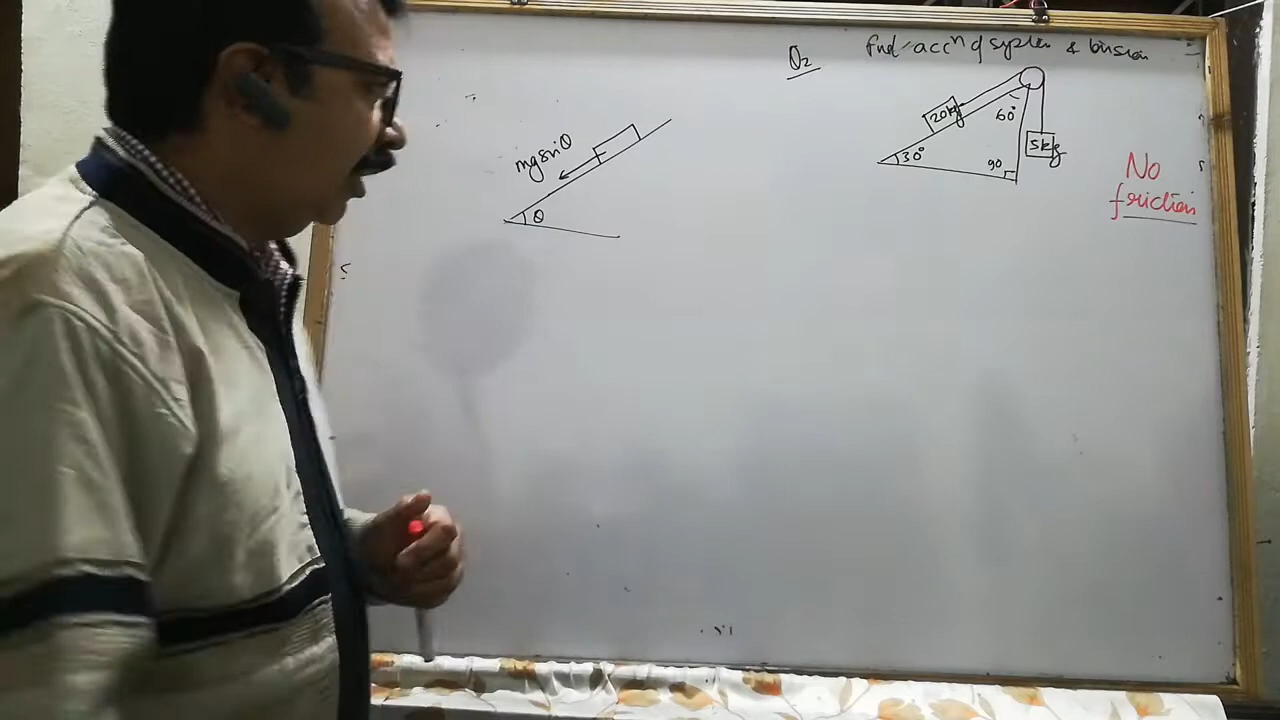 Q2 Find accⁿ of system & tension
mg sinθ
θ
20kg
60°
30°
90
5kg
No
friction